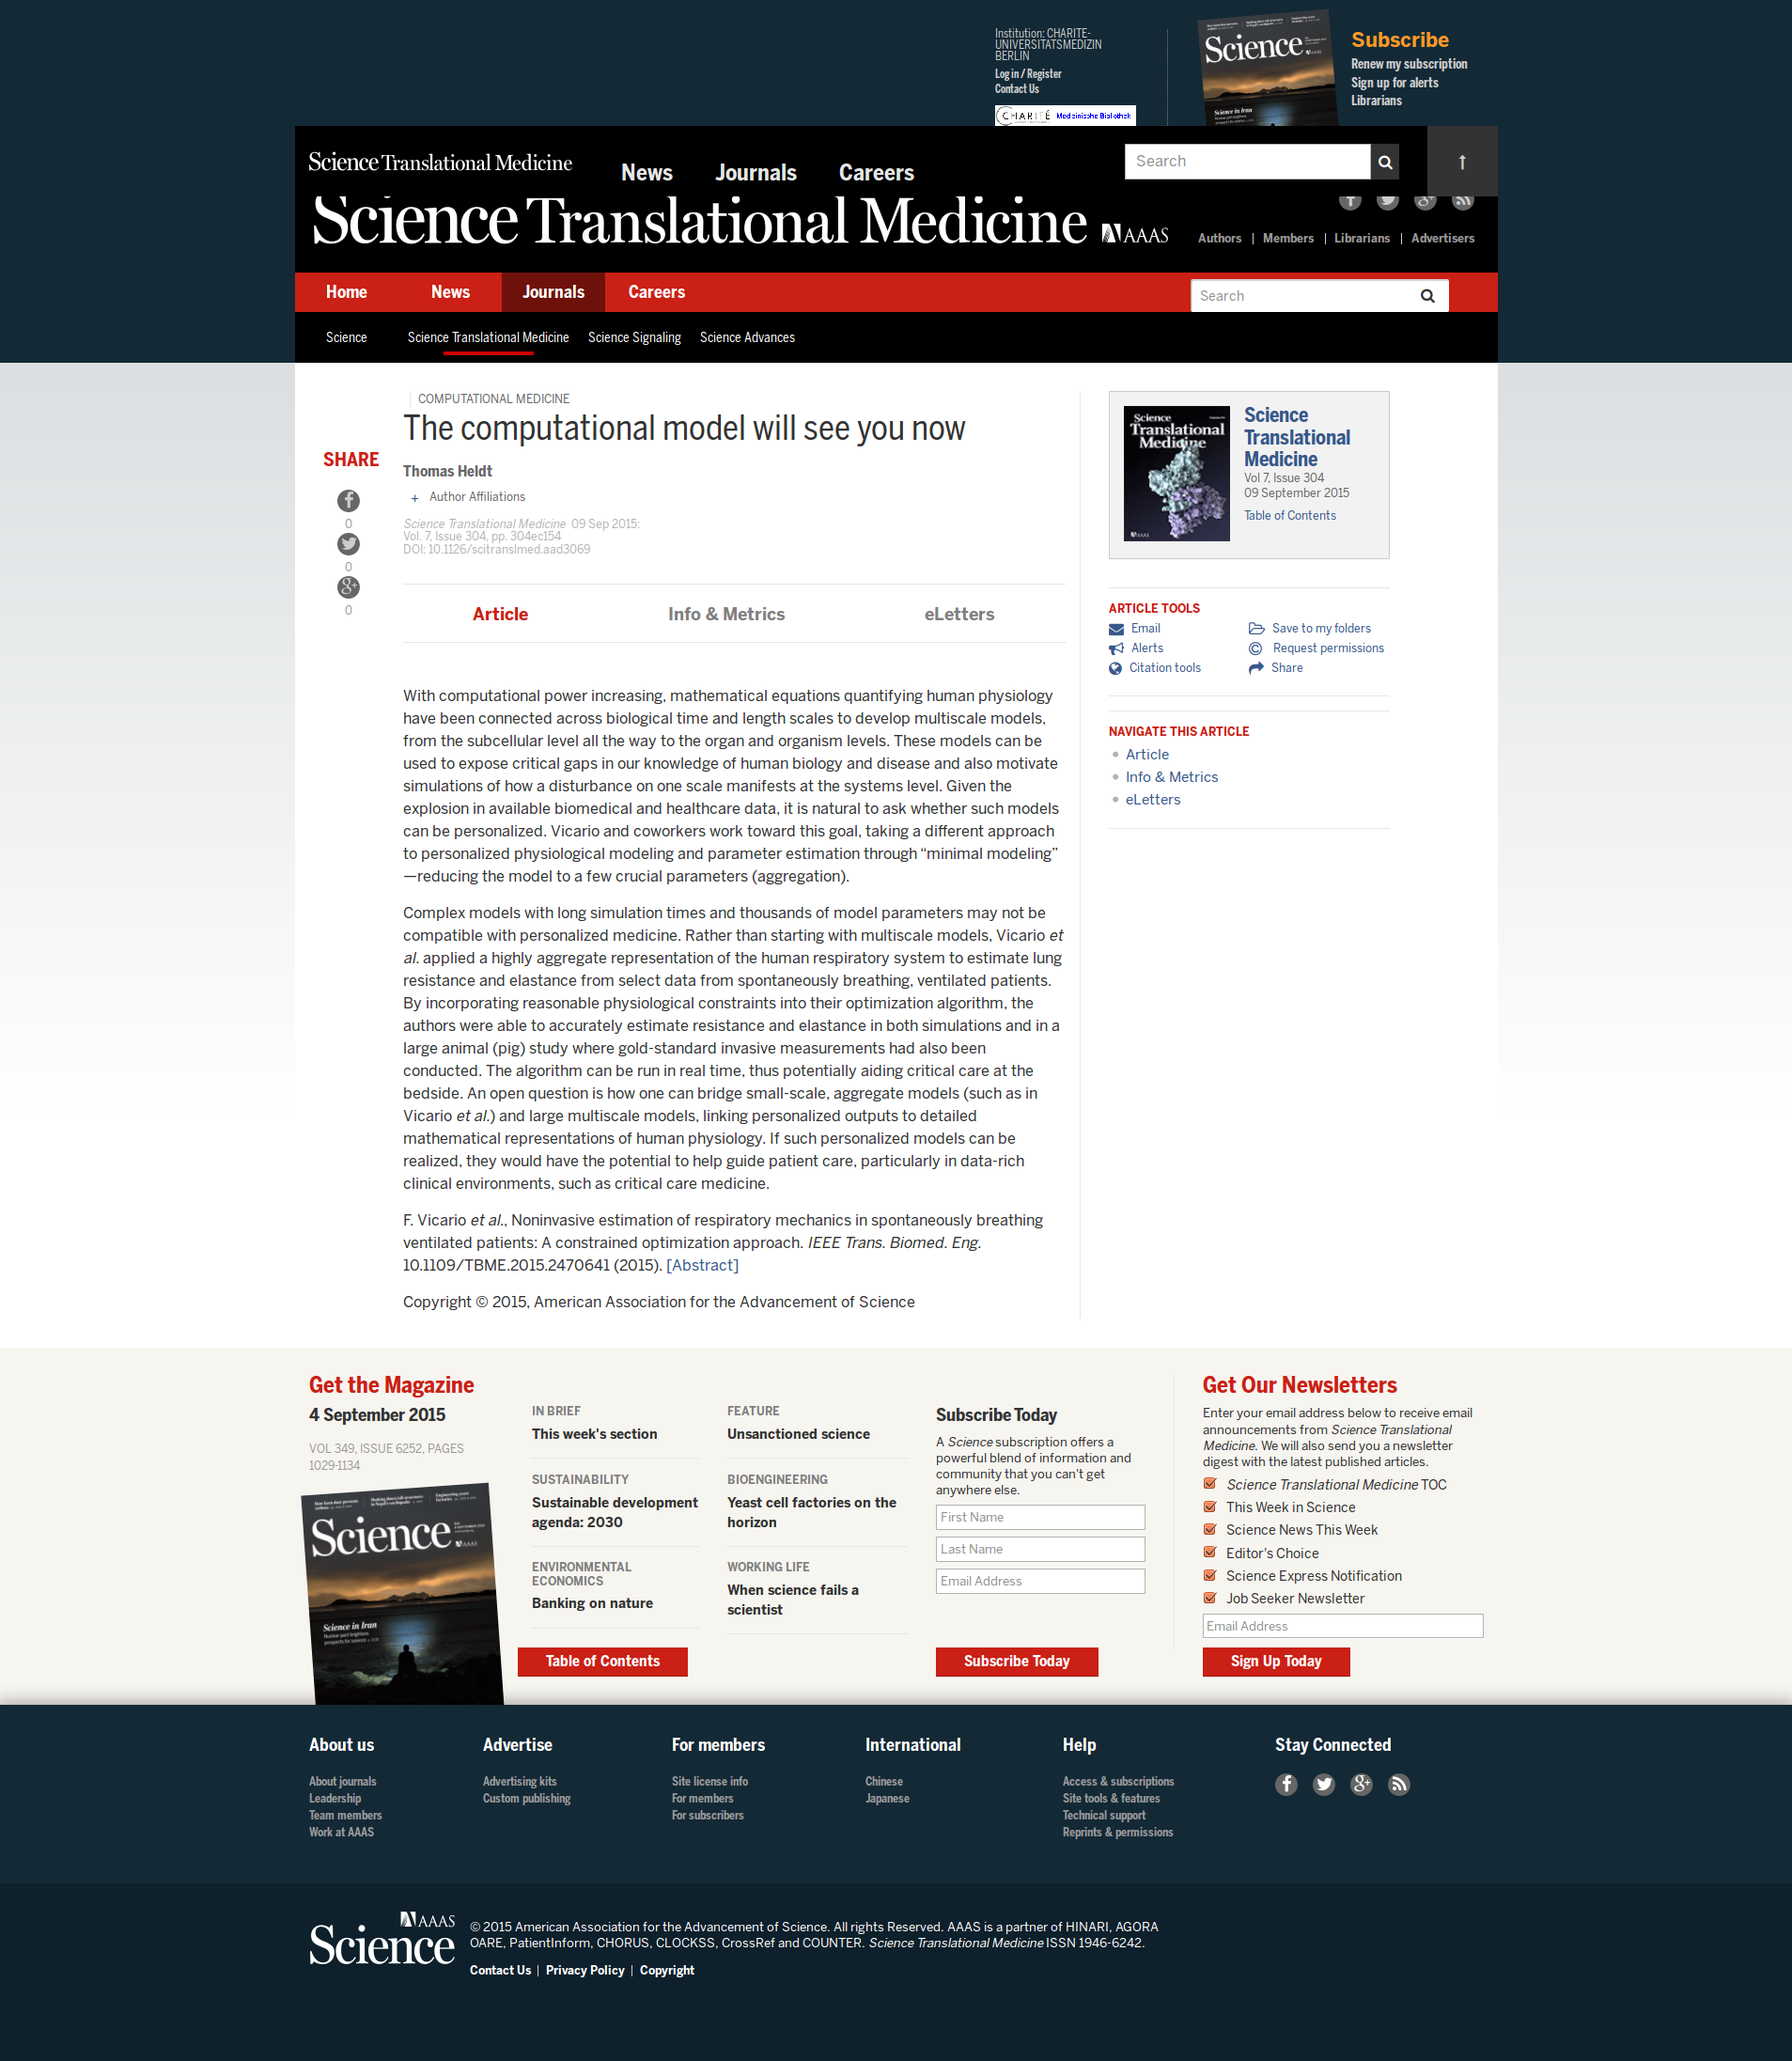 Institution: CHARITE-
UNIVERSITATSMEDIZIN
BERLIN
Log in / Register
Contact Us
CHARITÉ Medizinische Bibliothek
Science
AAAS
Science in Iran
Subscribe
Renew my subscription
Sign up for alerts
Librarians
Science Translational Medicine
News
Journals
Careers
Search
Science Translational Medicine AAAS
Authors | Members | Librarians | Advertisers
Home
News
Journals
Careers
Search
Science
Science Translational Medicine
Science Signaling
Science Advances
COMPUTATIONAL MEDICINE
The computational model will see you now
SHARE
0
0
0
Thomas Heldt
+ Author Affiliations
Science Translational Medicine 09 Sep 2015:
Vol. 7, Issue 304, pp. 304ec154
DOI: 10.1126/scitranslmed.aad3069
Article
Info & Metrics
eLetters
With computational power increasing, mathematical equations quantifying human physiology
have been connected across biological time and length scales to develop multiscale models,
from the subcellular level all the way to the organ and organism levels. These models can be
used to expose critical gaps in our knowledge of human biology and disease and also motivate
simulations of how a disturbance on one scale manifests at the systems level. Given the
explosion in available biomedical and healthcare data, it is natural to ask whether such models
can be personalized. Vicario and coworkers work toward this goal, taking a different approach
to personalized physiological modeling and parameter estimation through “minimal modeling”
—reducing the model to a few crucial parameters (aggregation).
Complex models with long simulation times and thousands of model parameters may not be
compatible with personalized medicine. Rather than starting with multiscale models, Vicario et
al. applied a highly aggregate representation of the human respiratory system to estimate lung
resistance and elastance from select data from spontaneously breathing, ventilated patients.
By incorporating reasonable physiological constraints into their optimization algorithm, the
authors were able to accurately estimate resistance and elastance in both simulations and in a
large animal (pig) study where gold-standard invasive measurements had also been
conducted. The algorithm can be run in real time, thus potentially aiding critical care at the
bedside. An open question is how one can bridge small-scale, aggregate models (such as in
Vicario et al.) and large multiscale models, linking personalized outputs to detailed
mathematical representations of human physiology. If such personalized models can be
realized, they would have the potential to help guide patient care, particularly in data-rich
clinical environments, such as critical care medicine.
F. Vicario et al., Noninvasive estimation of respiratory mechanics in spontaneously breathing
ventilated patients: A constrained optimization approach. IEEE Trans. Biomed. Eng.
10.1109/TBME.2015.2470641 (2015). [Abstract]
Copyright © 2015, American Association for the Advancement of Science
Science
Translational
Medicine
AAAS
Science
Translational
Medicine
Vol 7, Issue 304
09 September 2015
Table of Contents
ARTICLE TOOLS
Email
Save to my folders
Alerts
Request permissions
Citation tools
Share
NAVIGATE THIS ARTICLE
Article
Info & Metrics
eLetters
Get the Magazine
4 September 2015
VOL 349, ISSUE 6252, PAGES
1029-1134
Science
AAAS
Science in Iran
IN BRIEF
This week's section
SUSTAINABILITY
Sustainable development
agenda: 2030
ENVIRONMENTAL
ECONOMICS
Banking on nature
FEATURE
Unsanctioned science
BIOENGINEERING
Yeast cell factories on the
horizon
WORKING LIFE
When science fails a
scientist
Table of Contents
Subscribe Today
A Science subscription offers a
powerful blend of information and
community that you can't get
anywhere else.
First Name
Last Name
Email Address
Subscribe Today
Get Our Newsletters
Enter your email address below to receive email
announcements from Science Translational
Medicine. We will also send you a newsletter
digest with the latest published articles.
Science Translational Medicine TOC
This Week in Science
Science News This Week
Editor's Choice
Science Express Notification
Job Seeker Newsletter
Email Address
Sign Up Today
About us
About journals
Leadership
Team members
Work at AAAS
Advertise
Advertising kits
Custom publishing
For members
Site license info
For members
For subscribers
International
Chinese
Japanese
Help
Access & subscriptions
Site tools & features
Technical support
Reprints & permissions
Stay Connected
AAAS
Science
© 2015 American Association for the Advancement of Science. All rights Reserved. AAAS is a partner of HINARI, AGORA
OARE, PatientInform, CHORUS, CLOCKSS, CrossRef and COUNTER. Science Translational Medicine ISSN 1946-6242.
Contact Us | Privacy Policy | Copyright